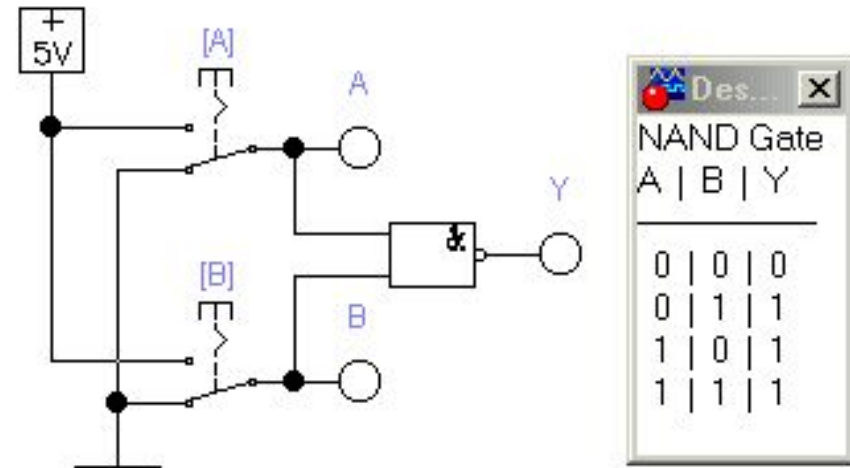 +
5V
[A]
A
Y
[B]
B
Des...
NAND Gate
A | B | Y
0 | 0 | 0
0 | 1 | 1
1 | 0 | 1
1 | 1 | 1